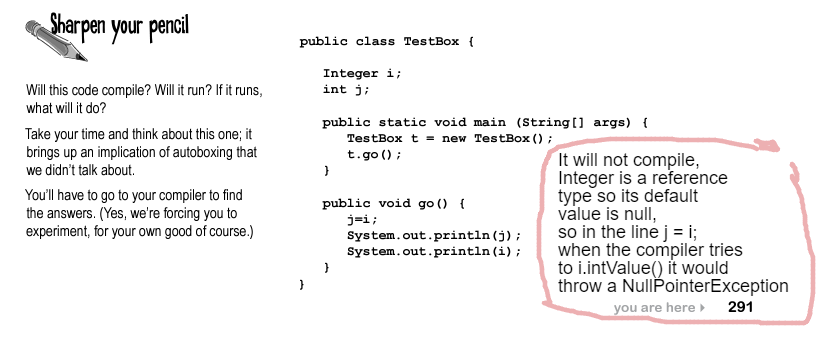 Sharpen your pencil
Will this code compile? Will it run? If it runs,
what will it do?
Take your time and think about this one; it
brings up an implication of autoboxing that
we didn't talk about.
You'll have to go to your compiler to find
the answers. (Yes, we're forcing you to
experiment, for your own good of course.)
public class TestBox {
Integer i;
int j;
public static void main (String[] args) {
TestBox t = new TestBox();
t.go();
}
public void go() {
j=i;
System.out.println(j);
System.out.println(i);
}
}
It will not compile,
Integer is a reference
type so its default
value is null,
so in the line j = i;
when the compiler tries
to i.intValue() it would
throw a NullPointerException
you are here
291